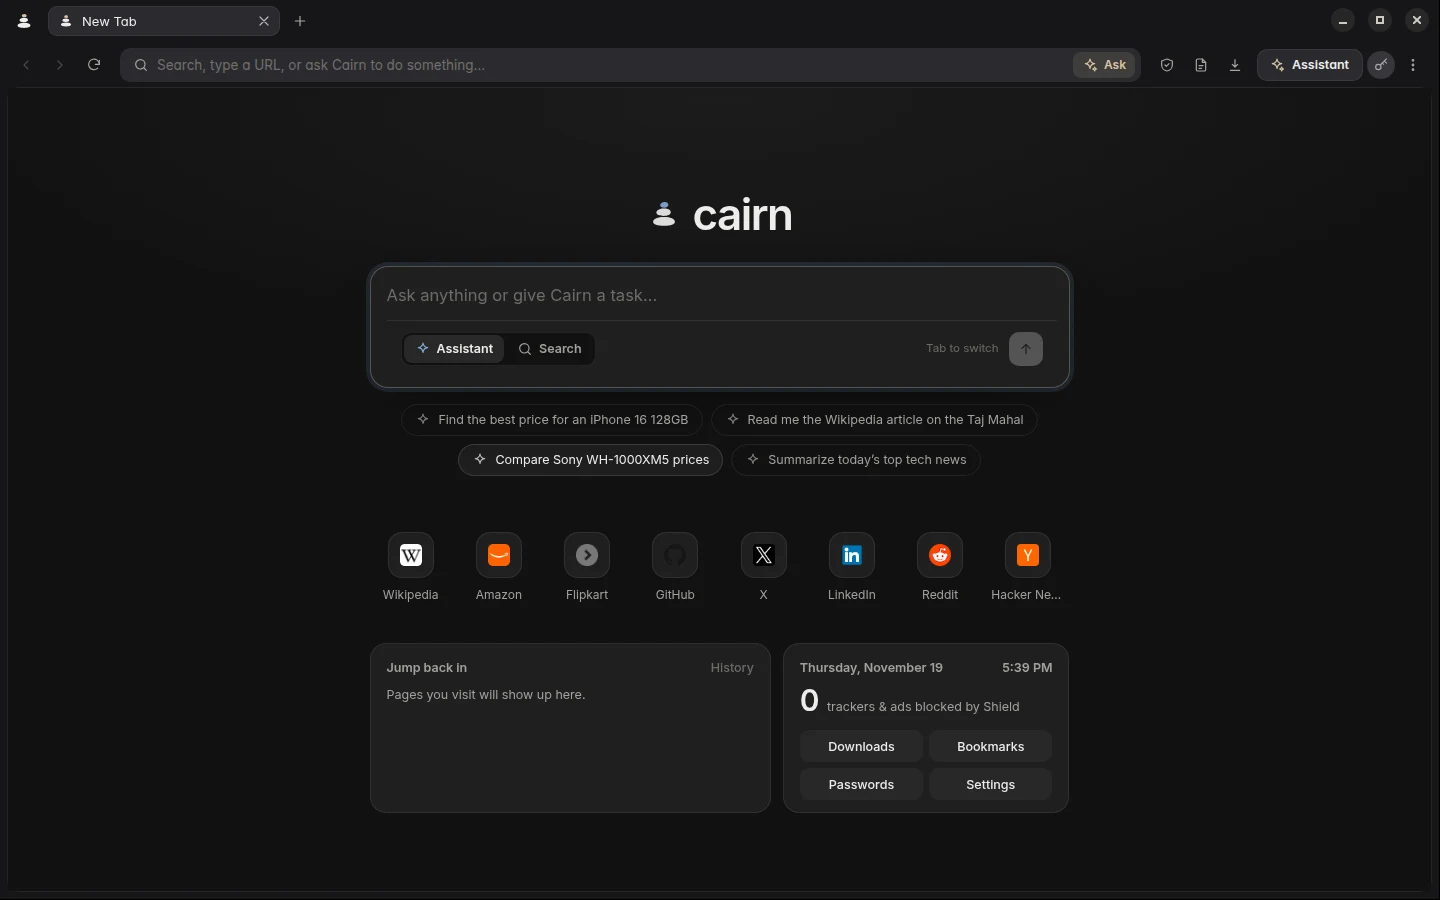 New Tab
Search, type a URL, or ask Cairn to do something...
Ask
Assistant
cairn
Ask anything or give Cairn a task...
Assistant
Search
Tab to switch
Find the best price for an iPhone 16 128GB
Read me the Wikipedia article on the Taj Mahal
Compare Sony WH-1000XM5 prices
Summarize today's top tech news
Wikipedia
Amazon
Flipkart
GitHub
X
LinkedIn
Reddit
Hacker Ne...
Jump back in
History
Pages you visit will show up here.
Thursday, November 19
5:39 PM
0 trackers & ads blocked by Shield
Downloads
Bookmarks
Passwords
Settings